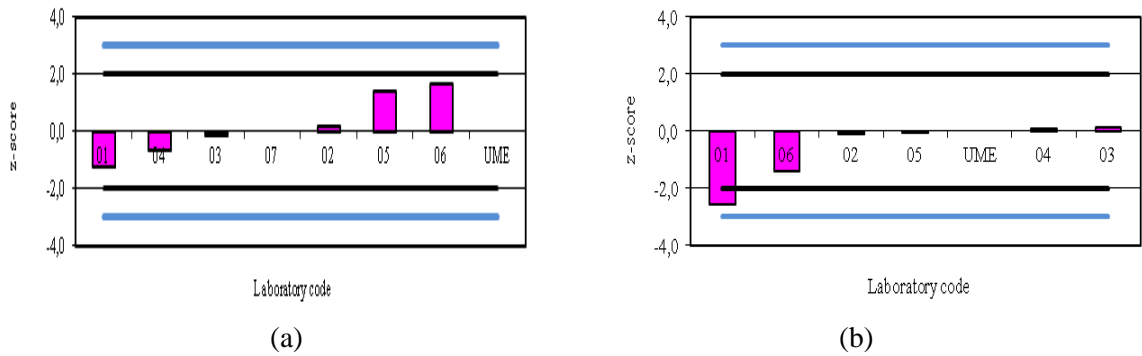 4,0
2,0
0,0
-2,0
-4,0
z-score
01 04 03 07 02 05 06 UME
Laboratory code
(a)
4,0
2,0
0,0
-2,0
-4,0
z-score
01 06 02 05 UME 04 03
Laboratory code
(b)